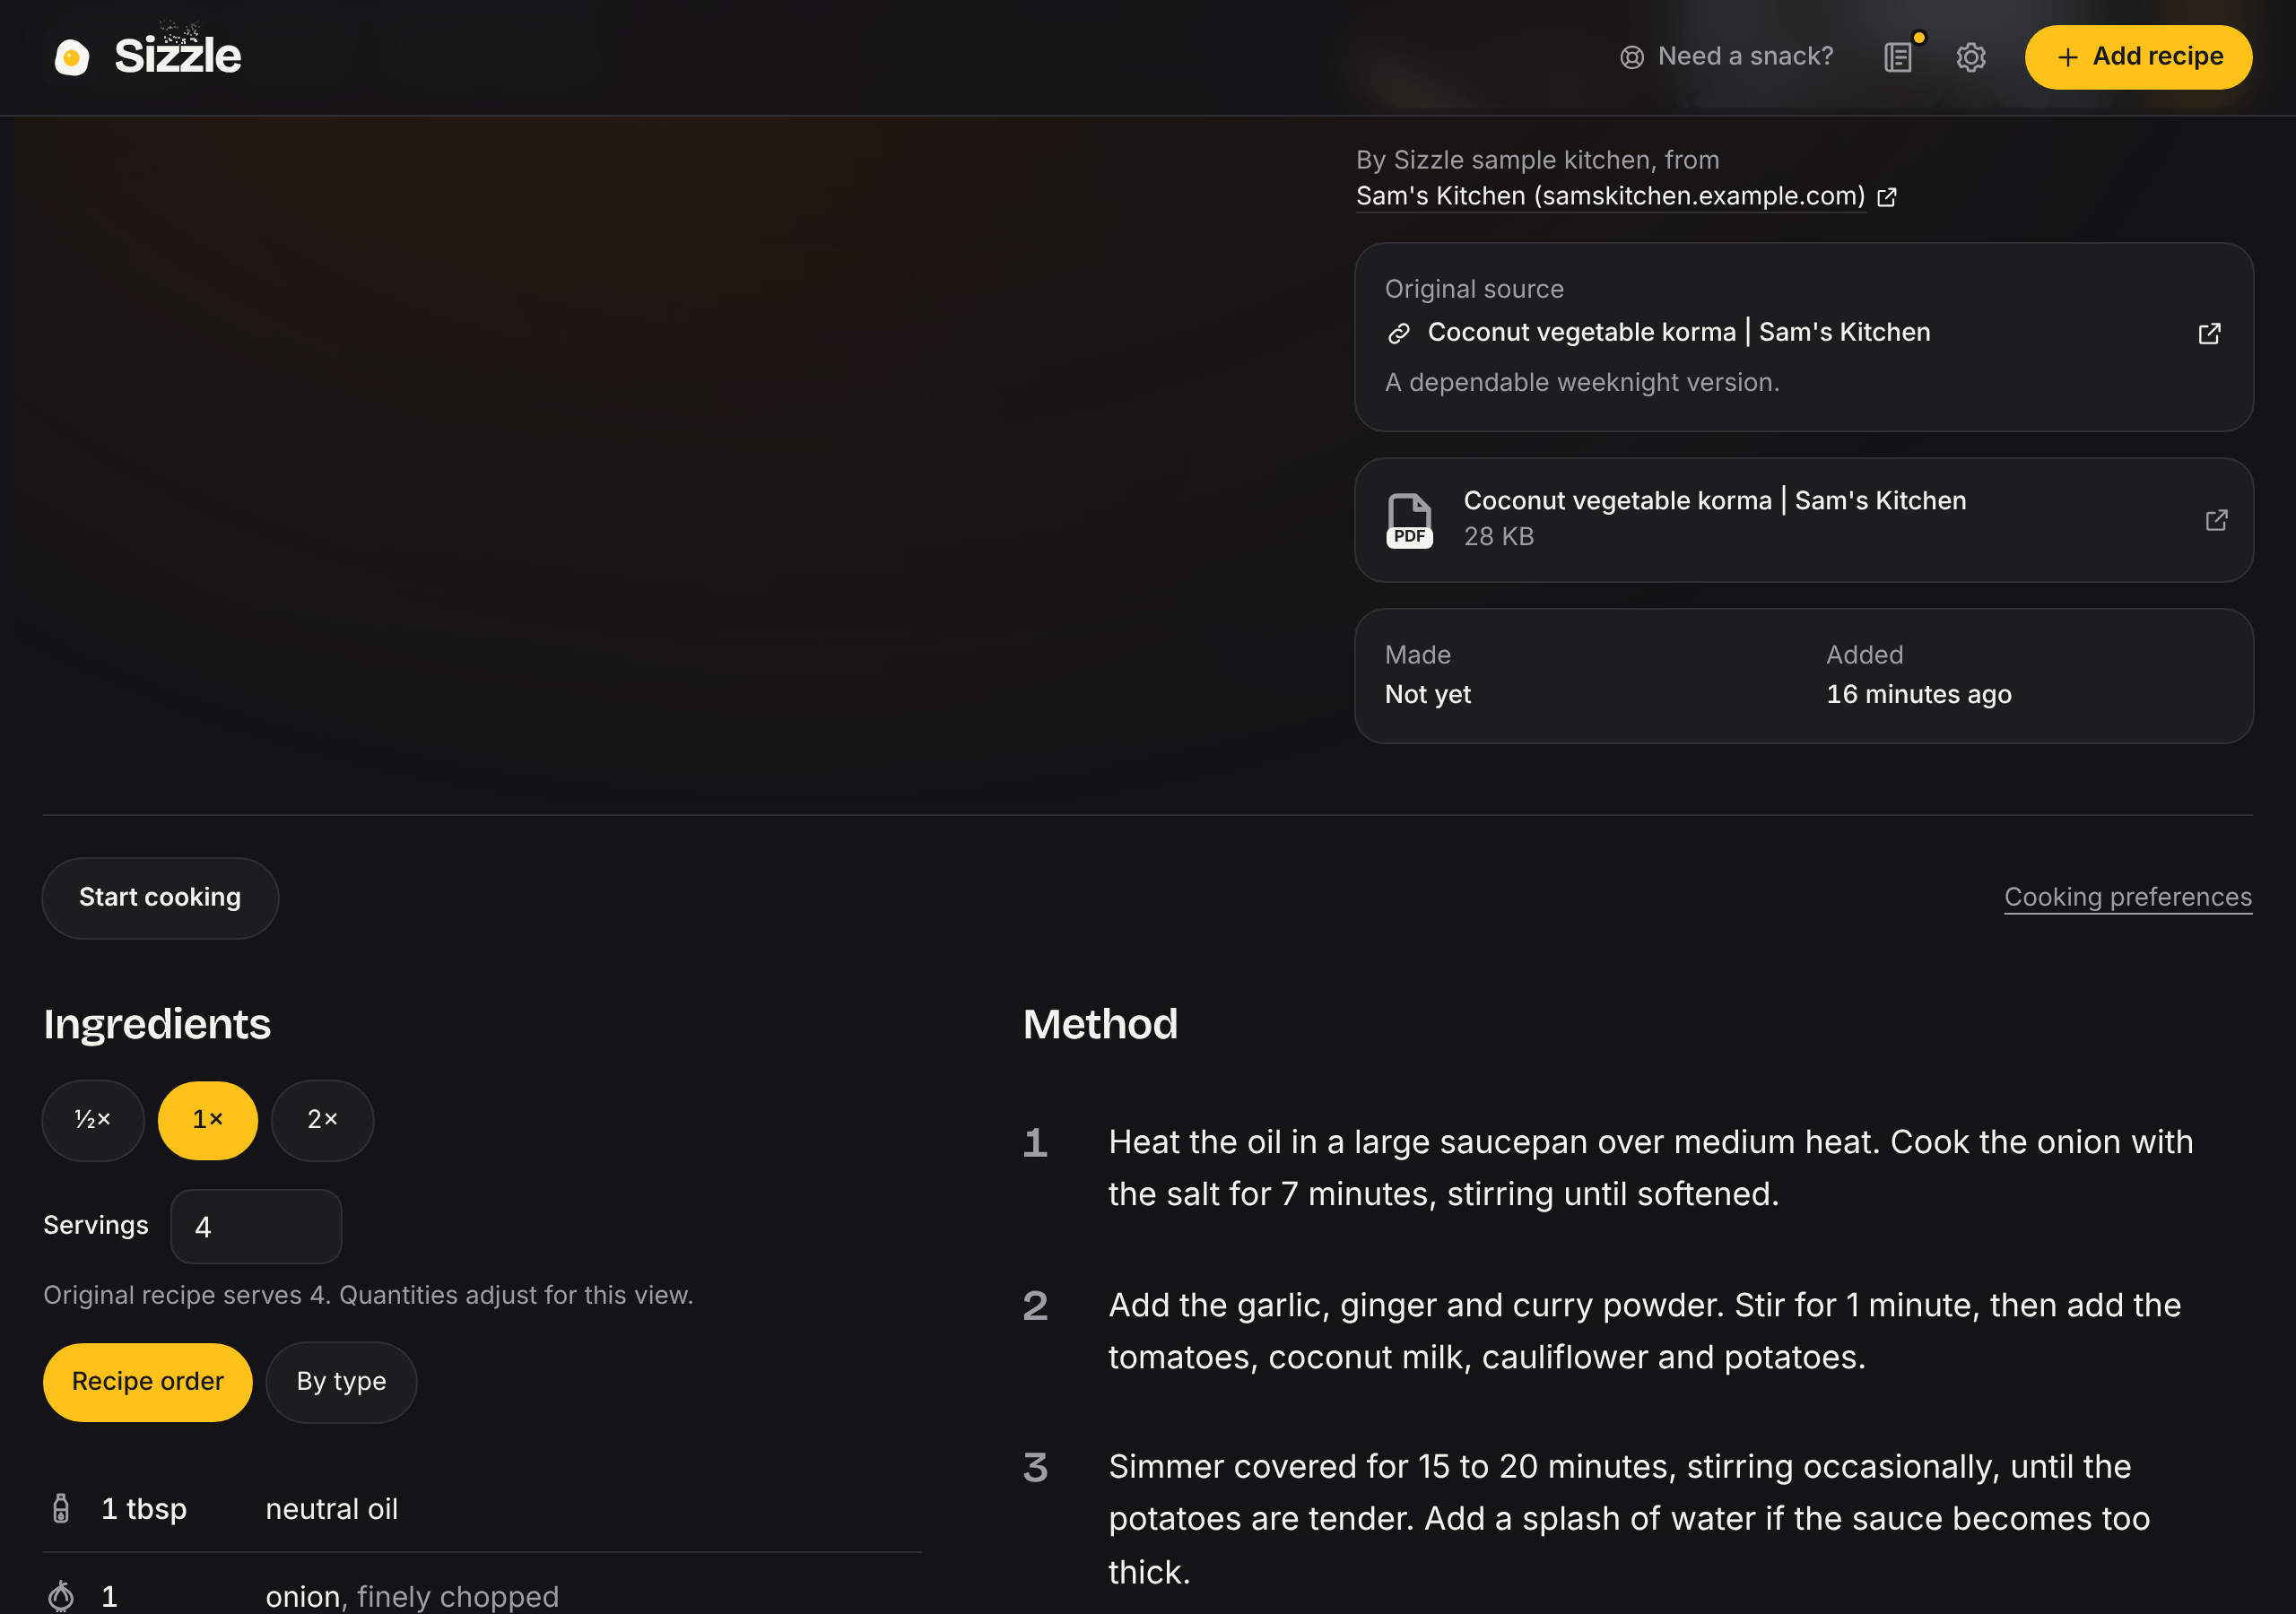 Sizzle
Need a snack?
Add recipe
By Sizzle sample kitchen, from
Sam's Kitchen (samskitchen.example.com)
Original source
Coconut vegetable korma | Sam's Kitchen
A dependable weeknight version.
Coconut vegetable korma | Sam's Kitchen
PDF
28 KB
Made
Not yet
Added
16 minutes ago
Start cooking
Cooking preferences
Ingredients
½×
1×
2×
Servings
4
Original recipe serves 4. Quantities adjust for this view.
Recipe order
By type
1 tbsp neutral oil
1 onion, finely chopped
Method
1 Heat the oil in a large saucepan over medium heat. Cook the onion with
the salt for 7 minutes, stirring until softened.
2 Add the garlic, ginger and curry powder. Stir for 1 minute, then add the
tomatoes, coconut milk, cauliflower and potatoes.
3 Simmer covered for 15 to 20 minutes, stirring occasionally, until the
potatoes are tender. Add a splash of water if the sauce becomes too
thick.